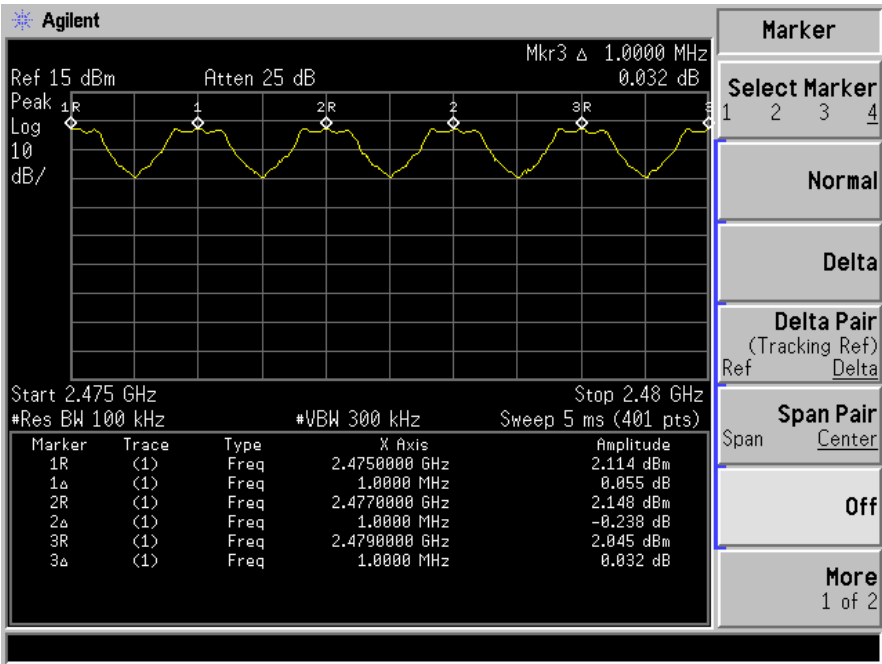 Agilent
Marker
Mkr3 Δ 1.0000 MHz
Ref 15 dBm Atten 25 dB 0.032 dB
Peak
Log
10
dB/
1R 1 2R 2 3R 3
Start 2.475 GHz Stop 2.48 GHz
#Res BW 100 kHz #VBW 300 kHz Sweep 5 ms (401 pts)
Marker Trace Type X Axis Amplitude
1R (1) Freq 2.4750000 GHz 2.114 dBm
1Δ (1) Freq 1.0000 MHz 0.055 dB
2R (1) Freq 2.4770000 GHz 2.148 dBm
2Δ (1) Freq 1.0000 MHz -0.238 dB
3R (1) Freq 2.4790000 GHz 2.045 dBm
3Δ (1) Freq 1.0000 MHz 0.032 dB
Select Marker
1 2 3 4
Normal
Delta
Delta Pair
(Tracking Ref)
Ref Delta
Span Pair
Span Center
Off
More
1 of 2